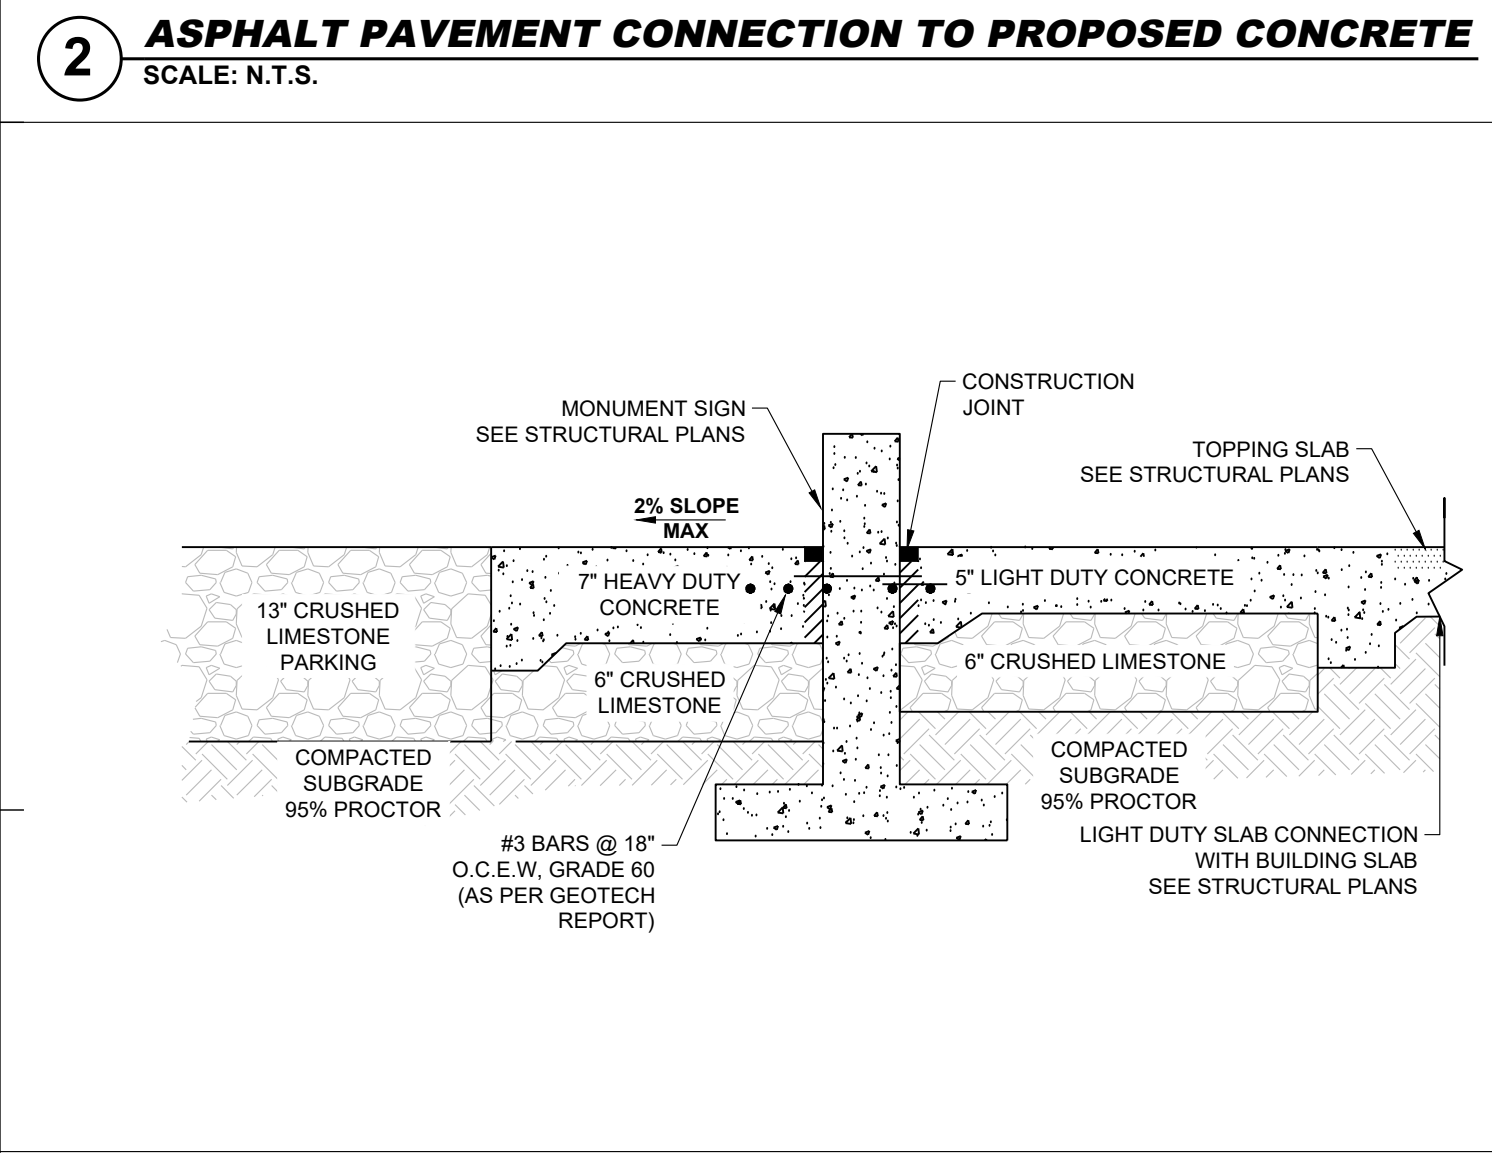 2
ASPHALT PAVEMENT CONNECTION TO PROPOSED CONCRETE
SCALE: N.T.S.
CONSTRUCTION
JOINT
MONUMENT SIGN
SEE STRUCTURAL PLANS
TOPPING SLAB
SEE STRUCTURAL PLANS
2% SLOPE
MAX
7" HEAVY DUTY
CONCRETE
5" LIGHT DUTY CONCRETE
13" CRUSHED
LIMESTONE
PARKING
6" CRUSHED
LIMESTONE
6" CRUSHED LIMESTONE
COMPACTED
SUBGRADE
95% PROCTOR
COMPACTED
SUBGRADE
95% PROCTOR
#3 BARS @ 18"
O.C.E.W, GRADE 60
(AS PER GEOTECH
REPORT)
LIGHT DUTY SLAB CONNECTION
WITH BUILDING SLAB
SEE STRUCTURAL PLANS